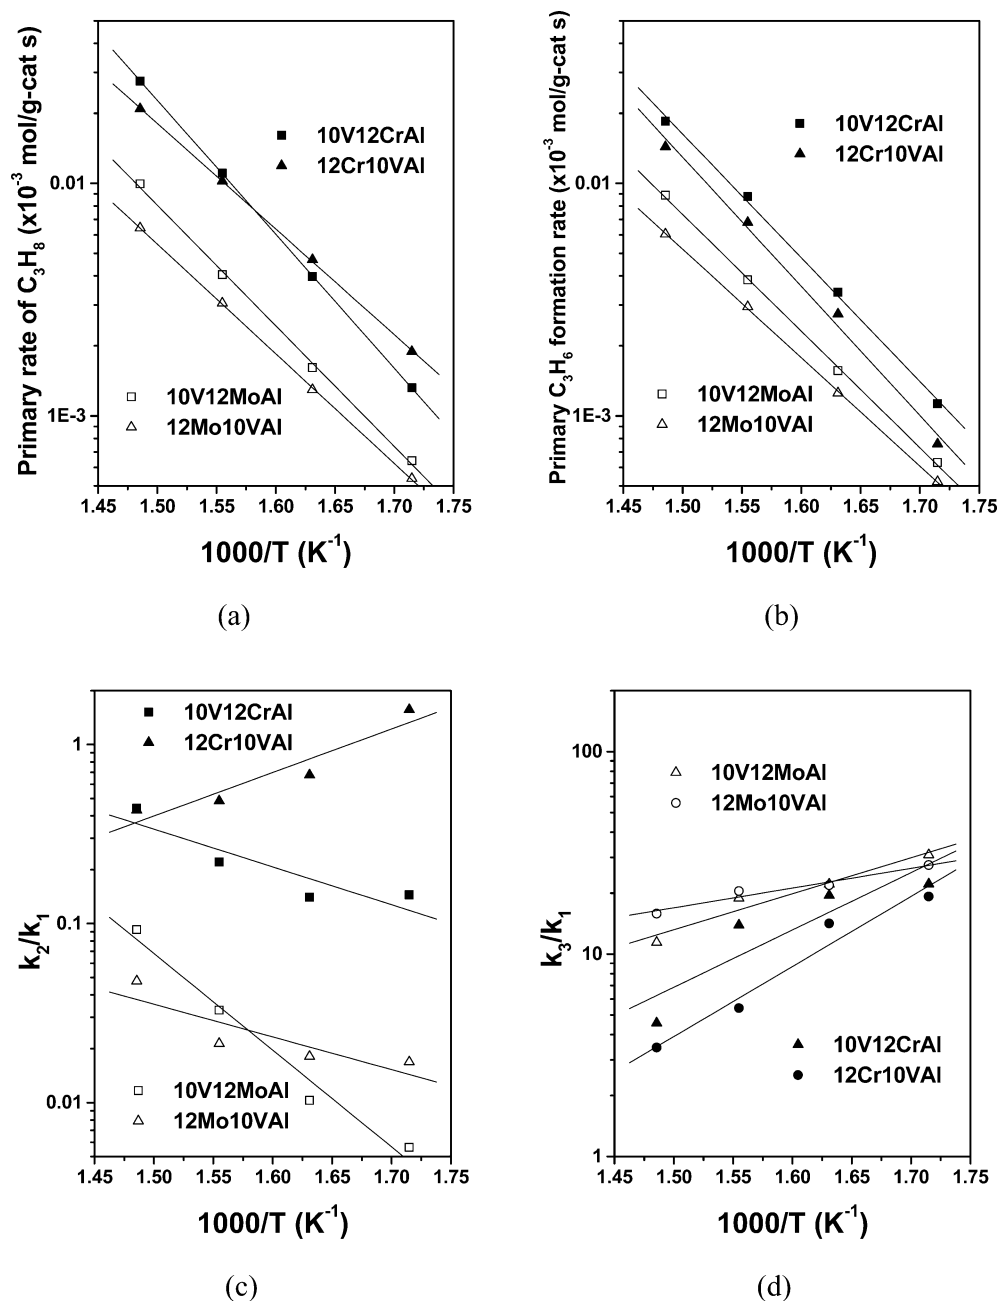 Primary rate of C3H8 (x10-3 mol/g-cat s)
10V12CrAl
12Cr10VAl
0.01
10V12MoAl
12Mo10VAl
1E-3
1.45 1.50 1.55 1.60 1.65 1.70 1.75
1000/T (K-1)
(a)
Primary C3H6 formation rate (x10-3 mol/g-cat s)
10V12CrAl
12Cr10VAl
0.01
10V12MoAl
12Mo10VAl
1E-3
1.45 1.50 1.55 1.60 1.65 1.70 1.75
1000/T (K-1)
(b)
k2/k1
10V12CrAl
12Cr10VAl
1
0.1
10V12MoAl
12Mo10VAl
0.01
1.45 1.50 1.55 1.60 1.65 1.70 1.75
1000/T (K-1)
(c)
k3/k1
100
10V12MoAl
12Mo10VAl
10
10V12CrAl
12Cr10VAl
1
1.45 1.50 1.55 1.60 1.65 1.70 1.75
1000/T (K-1)
(d)